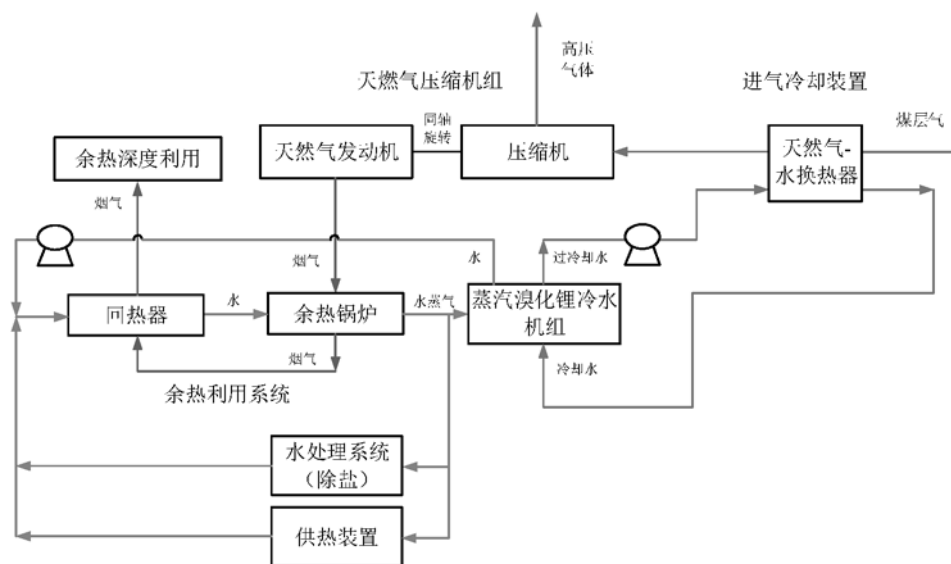 高压
气体
天燃气压缩机组
进气冷却装置
同轴
旋转
煤层气
余热深度利用
天然气发动机
压缩机
天然气-
水换热器
烟气
烟气
水
过冷却水
回热器
水
余热锅炉
水蒸气
蒸汽溴化锂冷水
机组
烟气
冷却水
余热利用系统
水处理系统
（除盐）
供热装置